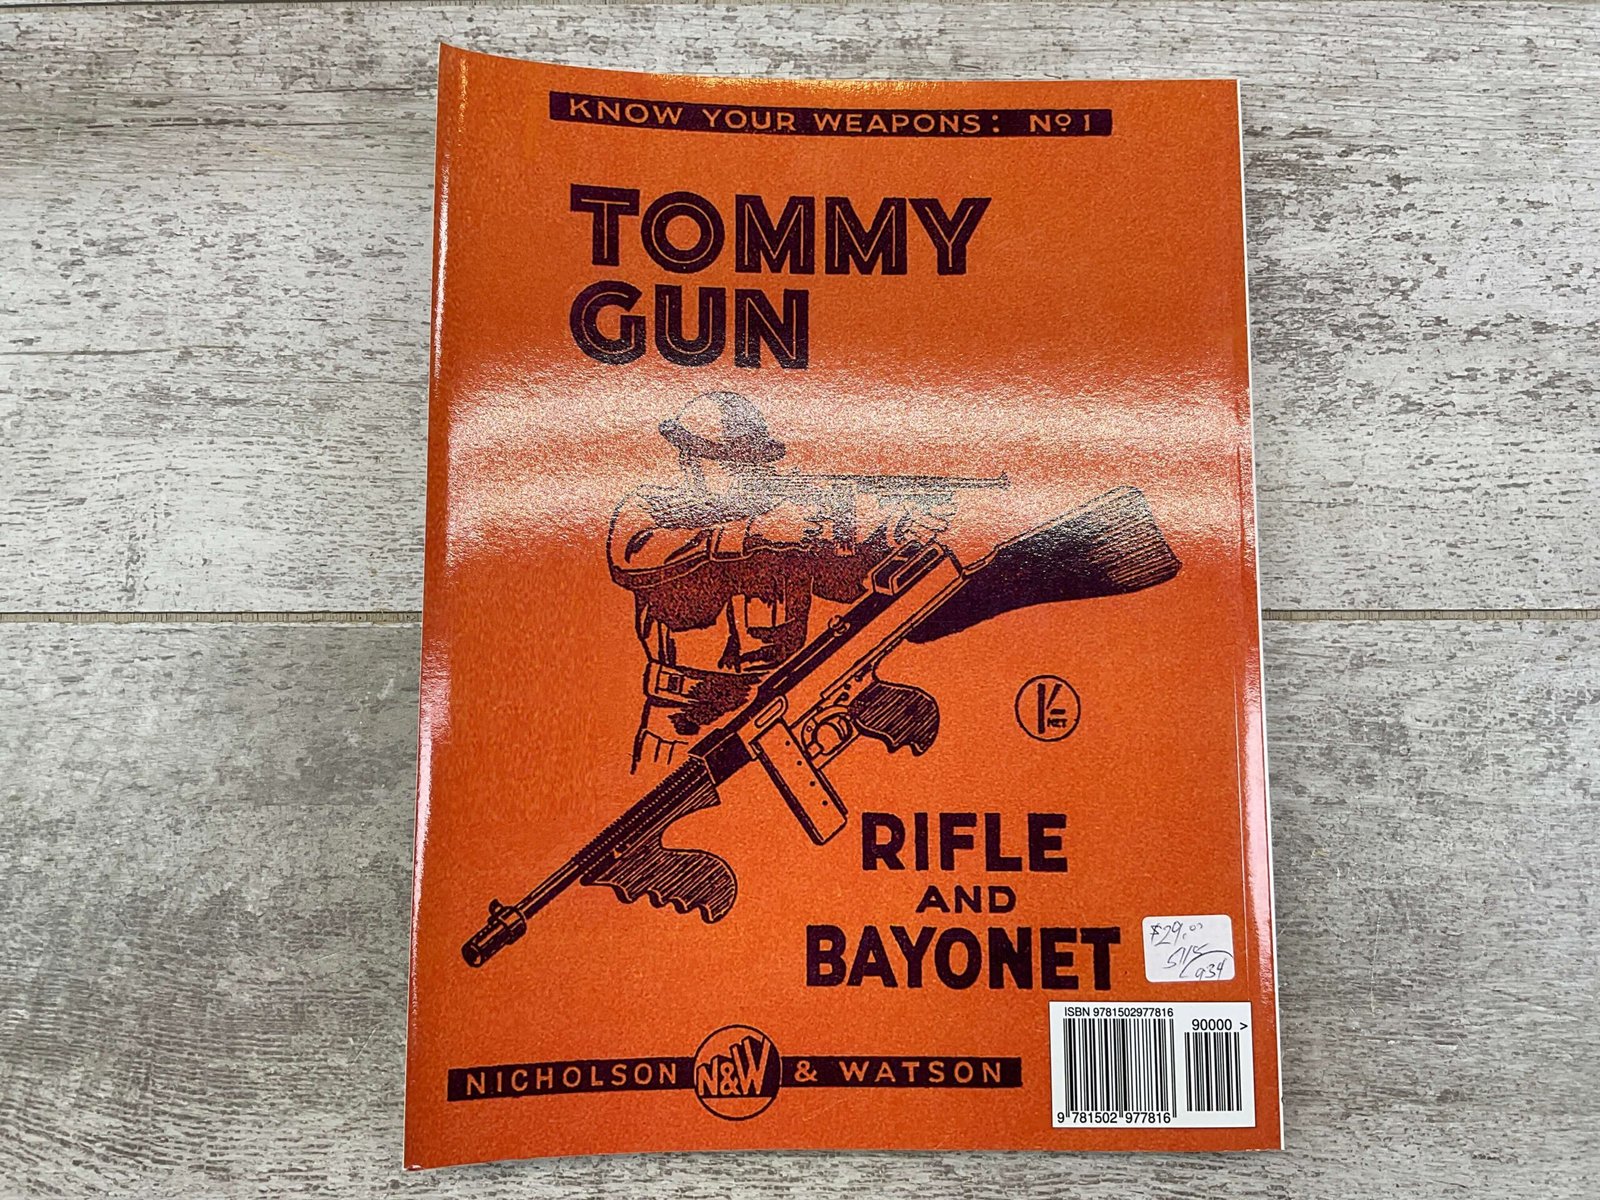 KNOW YOUR WEAPONS: Nº 1
TOMMY
GUN
RIFLE
AND
BAYONET
$29.00
934
ISBN 9781502977816
90000 >
9 781502 977816
NICHOLSON N&W & WATSON